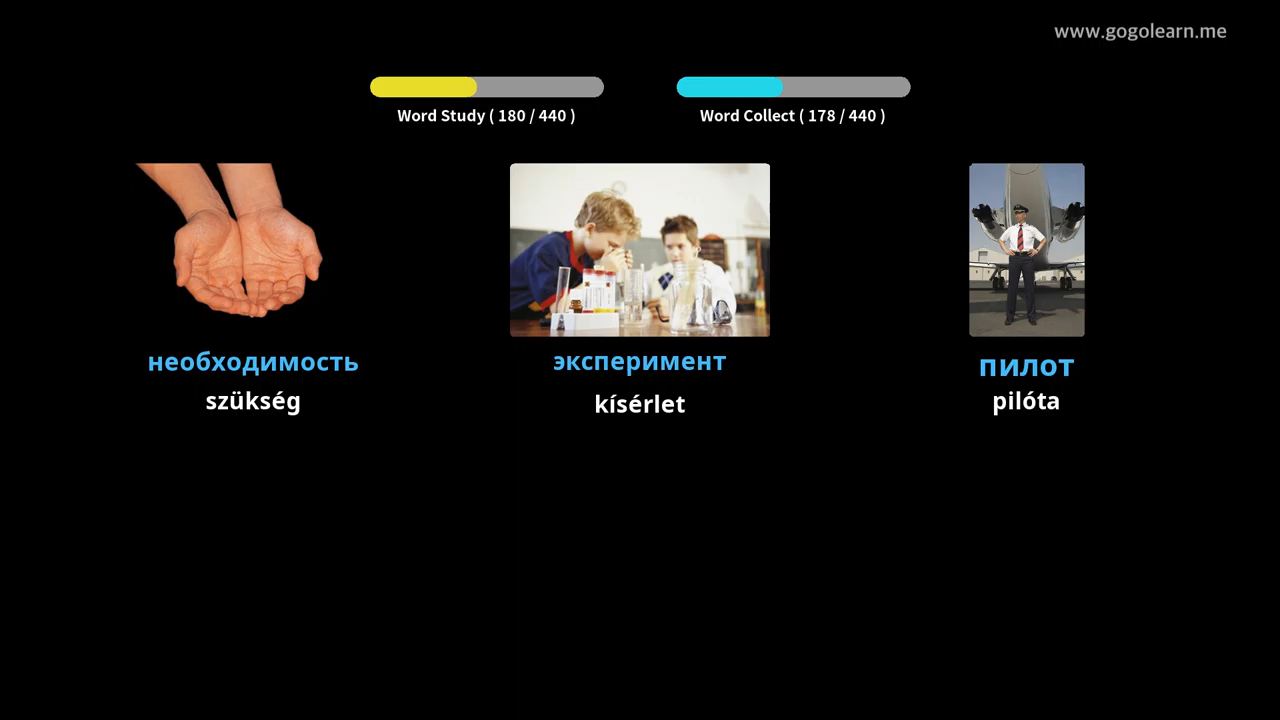 www.gogolearn.me
Word Study ( 180 / 440 )
Word Collect ( 178 / 440 )
необходимость
szükség
эксперимент
kísérlet
пилот
pilóta